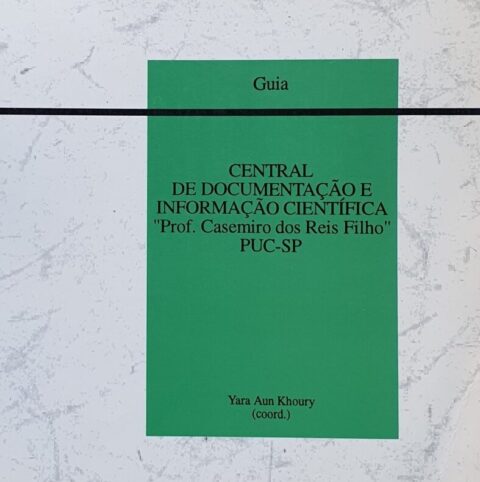 Guia
CENTRAL
DE DOCUMENTAÇÃO E
INFORMAÇÃO CIENTÍFICA
"Prof. Casemiro dos Reis Filho"
PUC-SP
Yara Aun Khoury
(coord.)